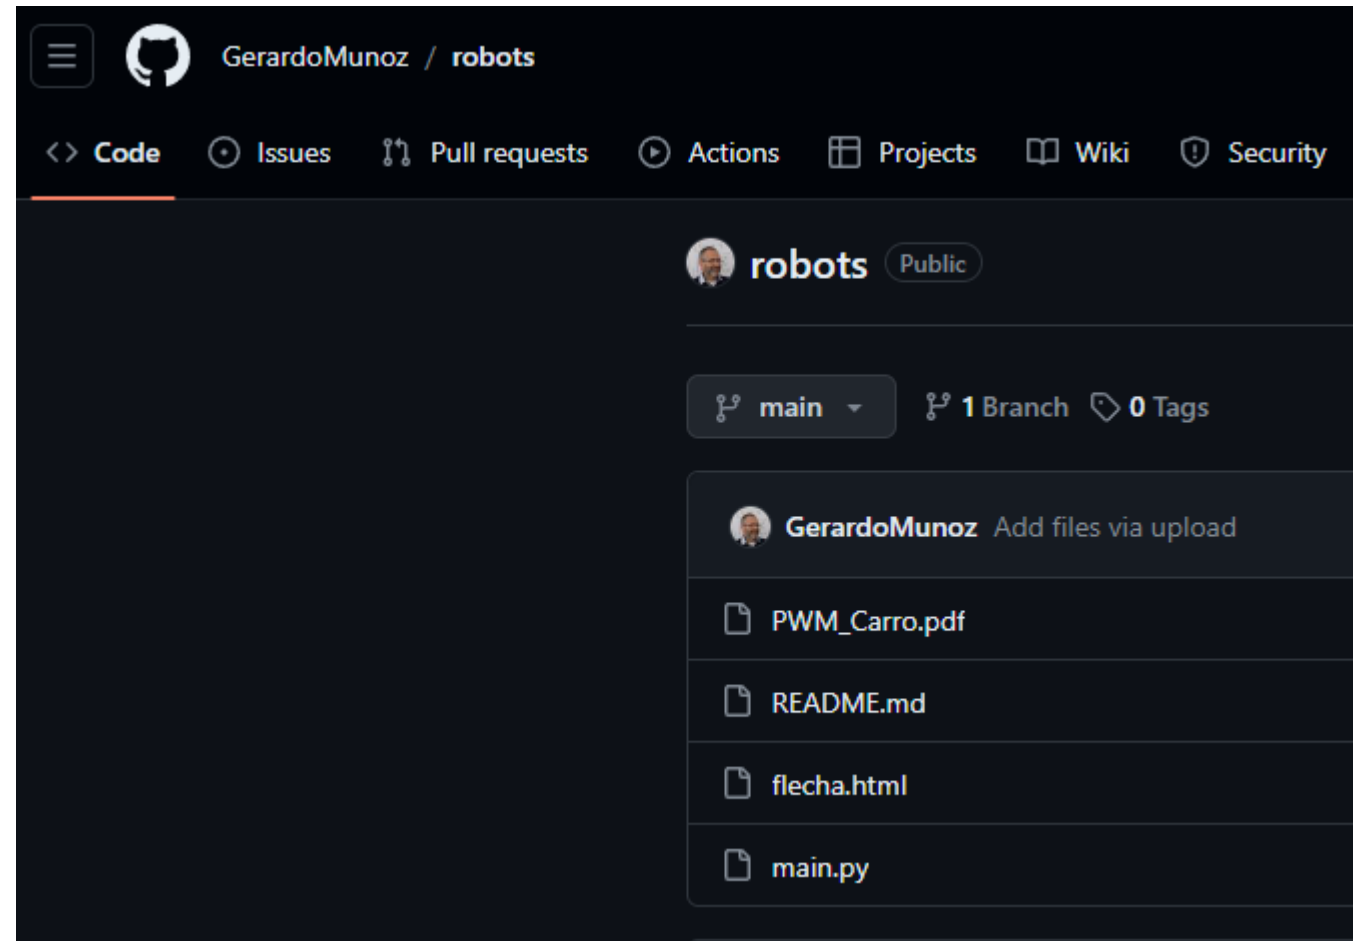 GerardoMunoz / robots
Code Issues Pull requests Actions Projects Wiki Security
robots Public
main 1 Branch 0 Tags
GerardoMunoz Add files via upload
PWM_Carro.pdf
README.md
flecha.html
main.py